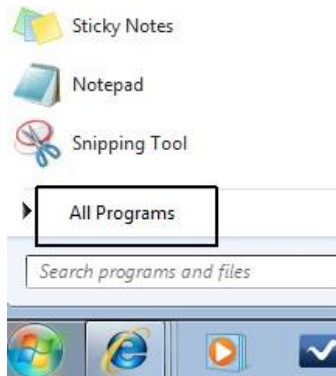 Sticky Notes
Notepad
Snipping Tool
All Programs
Search programs and files